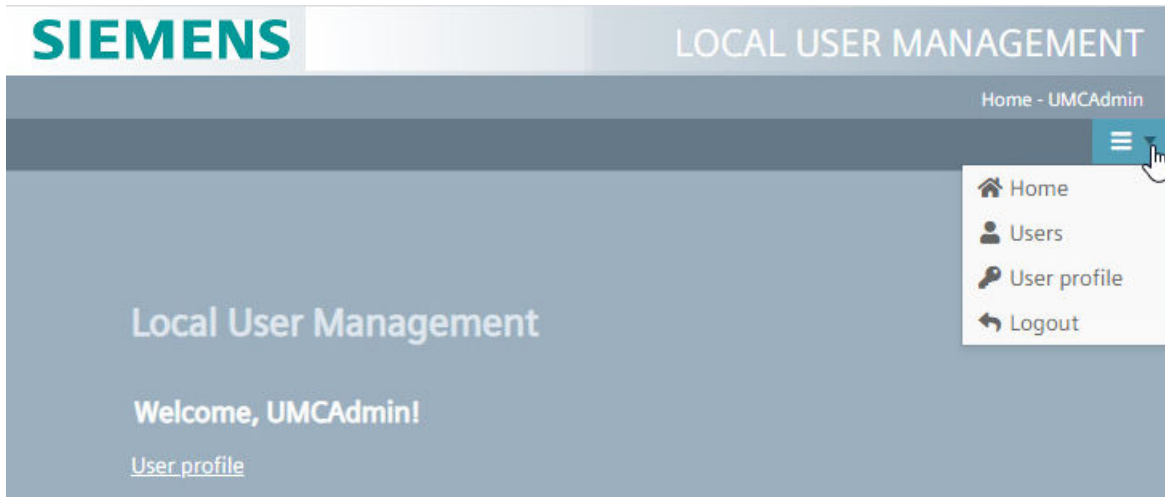 SIEMENS
LOCAL USER MANAGEMENT
Home - UMCAdmin
Home
Users
User profile
Logout
Local User Management
Welcome, UMCAdmin!
User profile